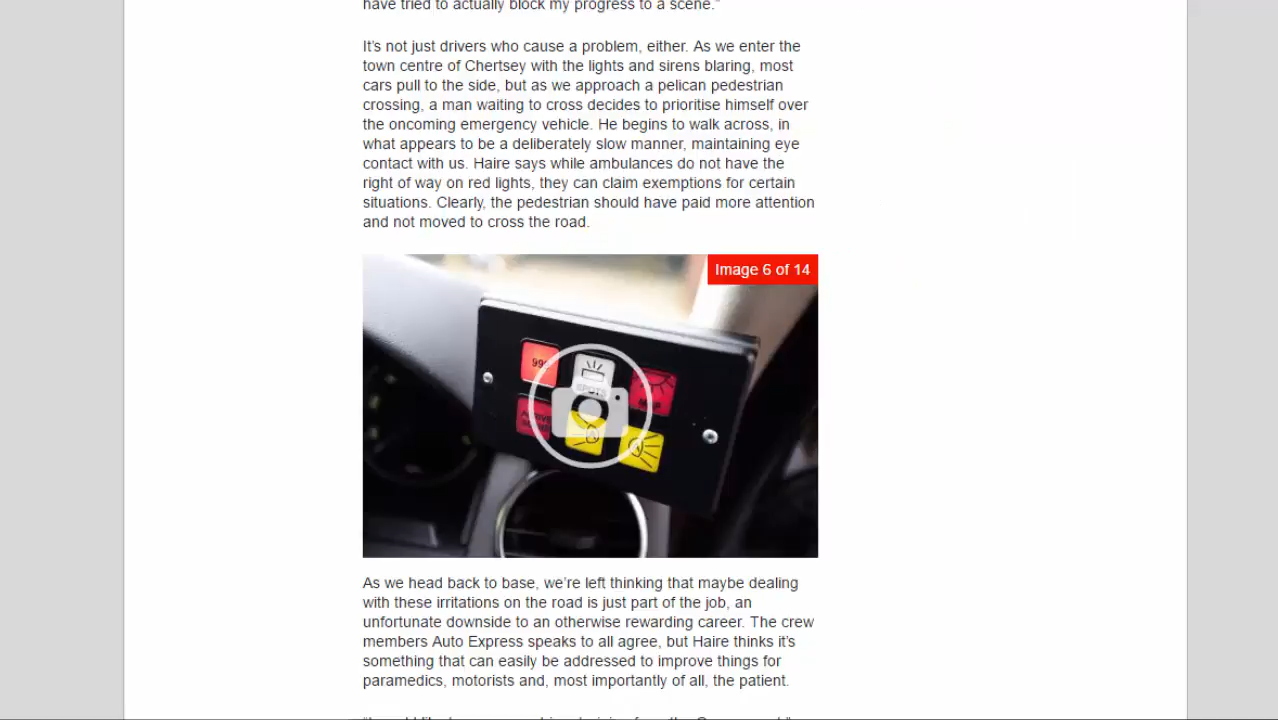 have tried to actually block my progress to a scene.”
It’s not just drivers who cause a problem, either. As we enter the
town centre of Chertsey with the lights and sirens blaring, most
cars pull to the side, but as we approach a pelican pedestrian
crossing, a man waiting to cross decides to prioritise himself over
the oncoming emergency vehicle. He begins to walk across, in
what appears to be a deliberately slow manner, maintaining eye
contact with us. Haire says while ambulances do not have the
right of way on red lights, they can claim exemptions for certain
situations. Clearly, the pedestrian should have paid more attention
and not moved to cross the road.
Image 6 of 14
SPOTS
As we head back to base, we’re left thinking that maybe dealing
with these irritations on the road is just part of the job, an
unfortunate downside to an otherwise rewarding career. The crew
members Auto Express speaks to all agree, but Haire thinks it’s
something that can easily be addressed to improve things for
paramedics, motorists and, most importantly of all, the patient.